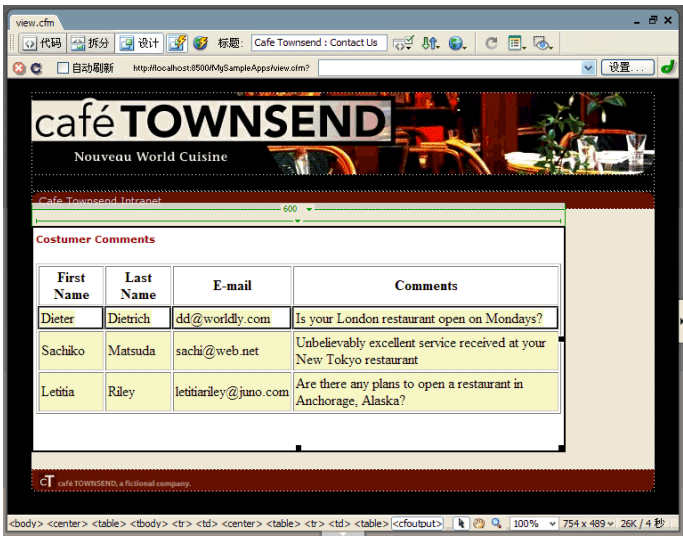 view.cfm
代码 拆分 设计 标题: Cafe Townsend : Contact Us
自动刷新 http://localhost:8500/MySampleApps/view.cfm? 设置...
café TOWNSEND
Nouveau World Cuisine
Cafe Townsend Intranet
600
Costumer Comments
First Name Last Name E-mail Comments
Dieter Dietrich dd@worldly.com Is your London restaurant open on Mondays?
Sachiko Matsuda sachi@web.net Unbelievably excellent service received at your
New Tokyo restaurant
Letitia Riley letitiariley@juno.com Are there any plans to open a restaurant in
Anchorage, Alaska?
cT café TOWNSEND, a fictional company.
<body> <center> <table> <tbody> <tr> <td> <center> <table> <tr> <td> <table> <cfoutput> 100% 754 x 489 26K / 4 秒